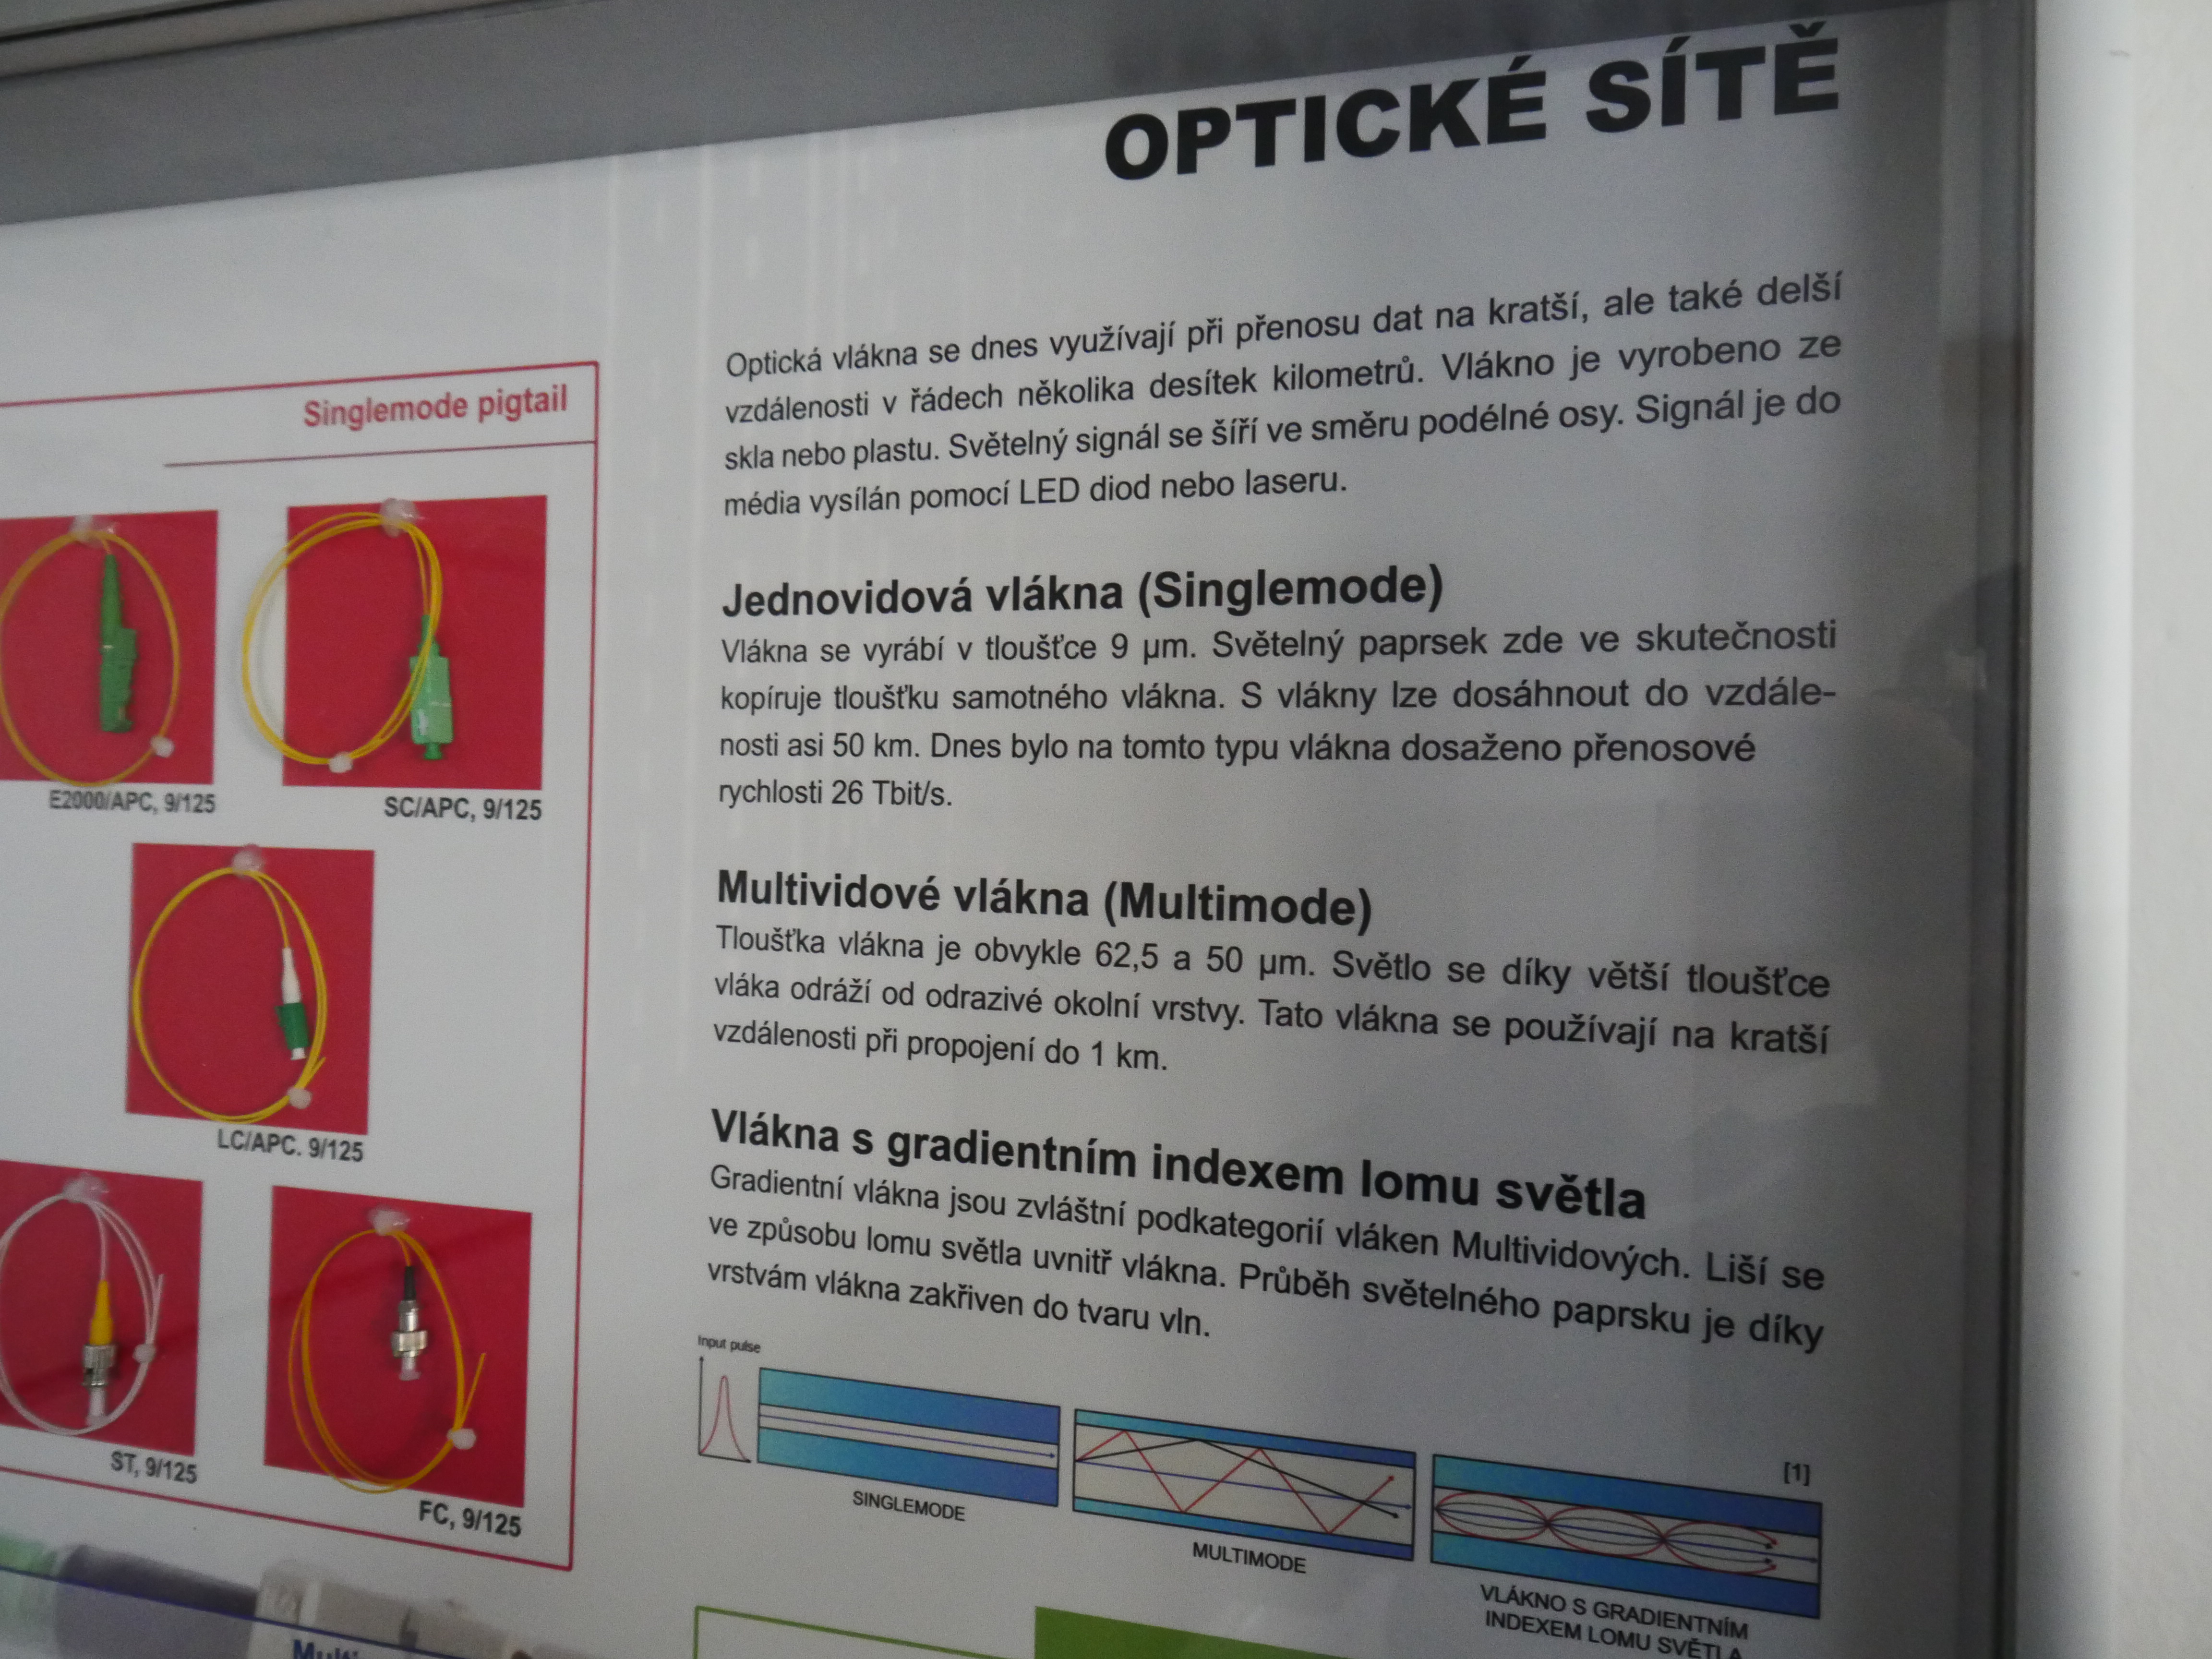 OPTICKÉ SÍTĚ
Optická vlákna se dnes využívají při přenosu dat na kratší, ale také delší
vzdálenosti v řádech několika desítek kilometrů. Vlákno je vyrobeno ze
skla nebo plastu. Světelný signál se šíří ve směru podélné osy. Signál je do
média vysílán pomocí LED diod nebo laseru.
Jednovidová vlákna (Singlemode)
Vlákna se vyrábí v tloušťce 9 µm. Světelný paprsek zde ve skutečnosti
kopíruje tloušťku samotného vlákna. S vlákny lze dosáhnout do vzdále-
nosti asi 50 km. Dnes bylo na tomto typu vlákna dosaženo přenosové
rychlosti 26 Tbit/s.
Multividové vlákna (Multimode)
Tloušťka vlákna je obvykle 62,5 a 50 µm. Světlo se díky větší tloušťce
vláka odráží od odrazivé okolní vrstvy. Tato vlákna se používají na kratší
vzdálenosti při propojení do 1 km.
Vlákna s gradientním indexem lomu světla
Gradientní vlákna jsou zvláštní podkategorií vláken Multividových. Liší se
ve způsobu lomu světla uvnitř vlákna. Průběh světelného paprsku je díky
vrstvám vlákna zakřiven do tvaru vln.
Input pulse
SINGLEMODE
MULTIMODE
[1]
VLÁKNO S GRADIENTNÍM
INDEXEM LOMU SVĚTLA
Singlemode pigtail
E2000/APC, 9/125
SC/APC, 9/125
LC/APC. 9/125
ST, 9/125
FC, 9/125